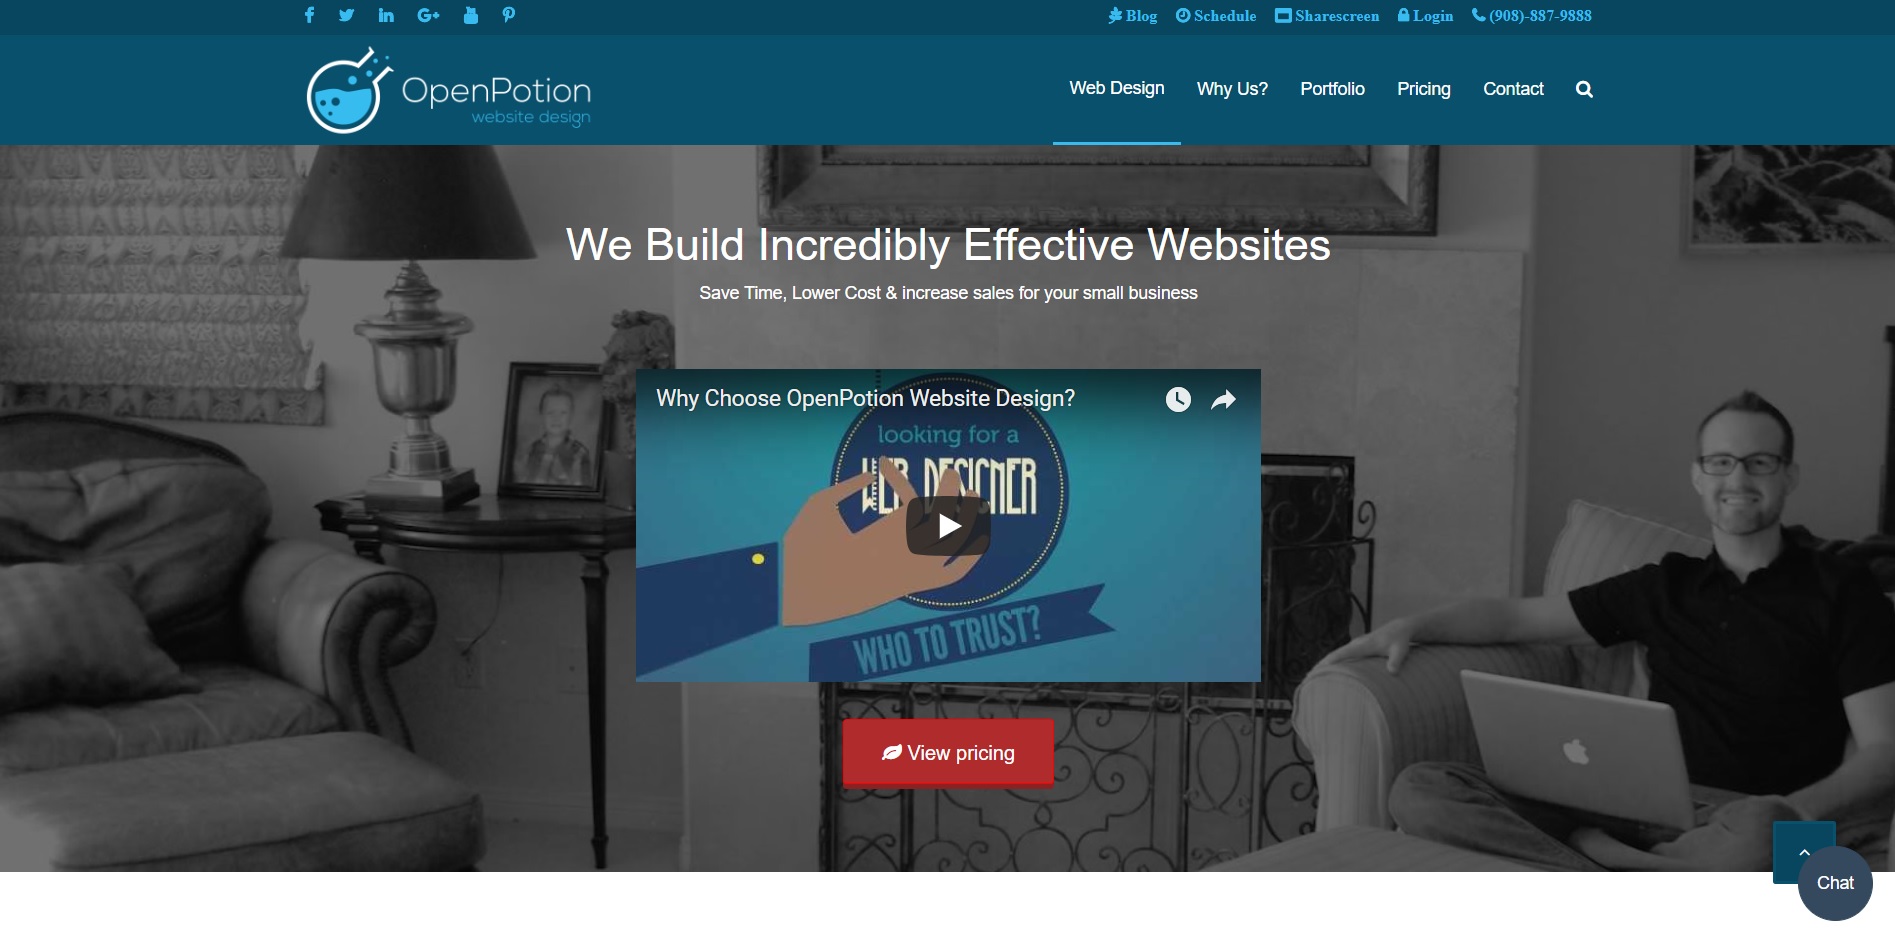 Blog Schedule Sharescreen Login (908)-887-9888
OpenPotion
website design
Web Design Why Us? Portfolio Pricing Contact
We Build Incredibly Effective Websites
Save Time, Lower Cost & increase sales for your small business
Why Choose OpenPotion Website Design?
looking for a
WEB DESIGNER
WHO TO TRUST?
View pricing
Chat